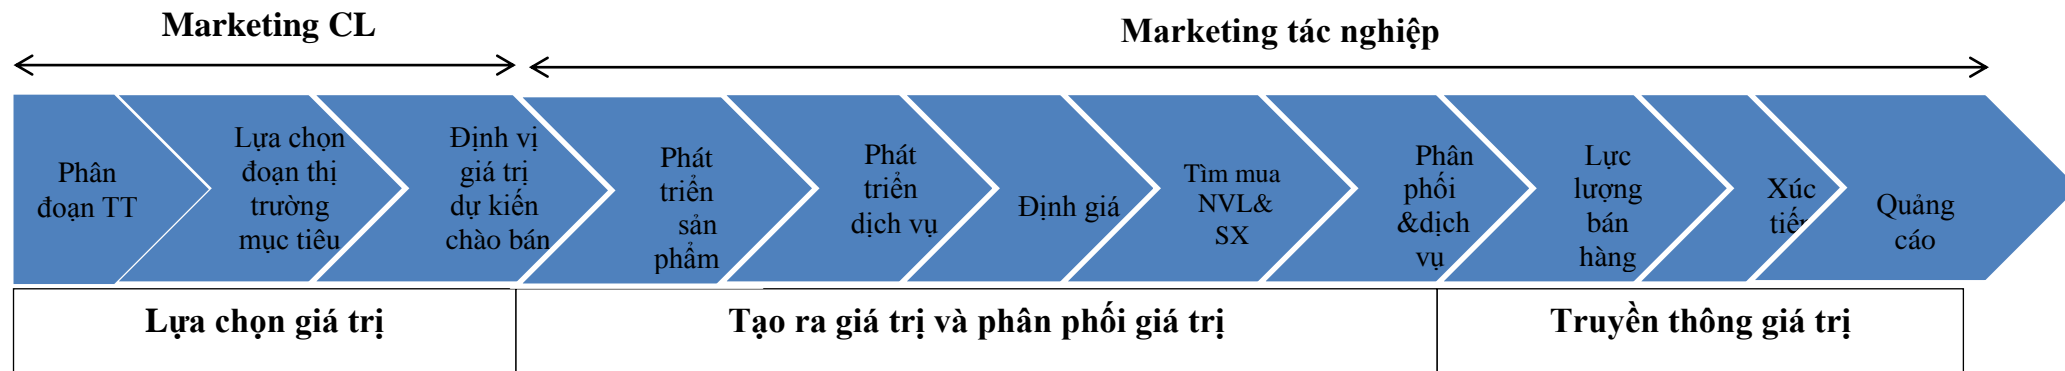 Marketing CL
Marketing tác nghiệp
Phân
đoạn TT
Lựa chọn
đoạn thị
trường
mục tiêu
Định vị
giá trị
dự kiến
chào bán
Phát
triển
sản
phẩm
Phát
triển
dịch vụ
Định giá
Tìm mua
NVL&
SX
Phân
phối
&dịch
vụ
Lực
lượng
bán
hàng
Xúc
tiến
Quảng
cáo
Lựa chọn giá trị
Tạo ra giá trị và phân phối giá trị
Truyền thông giá trị